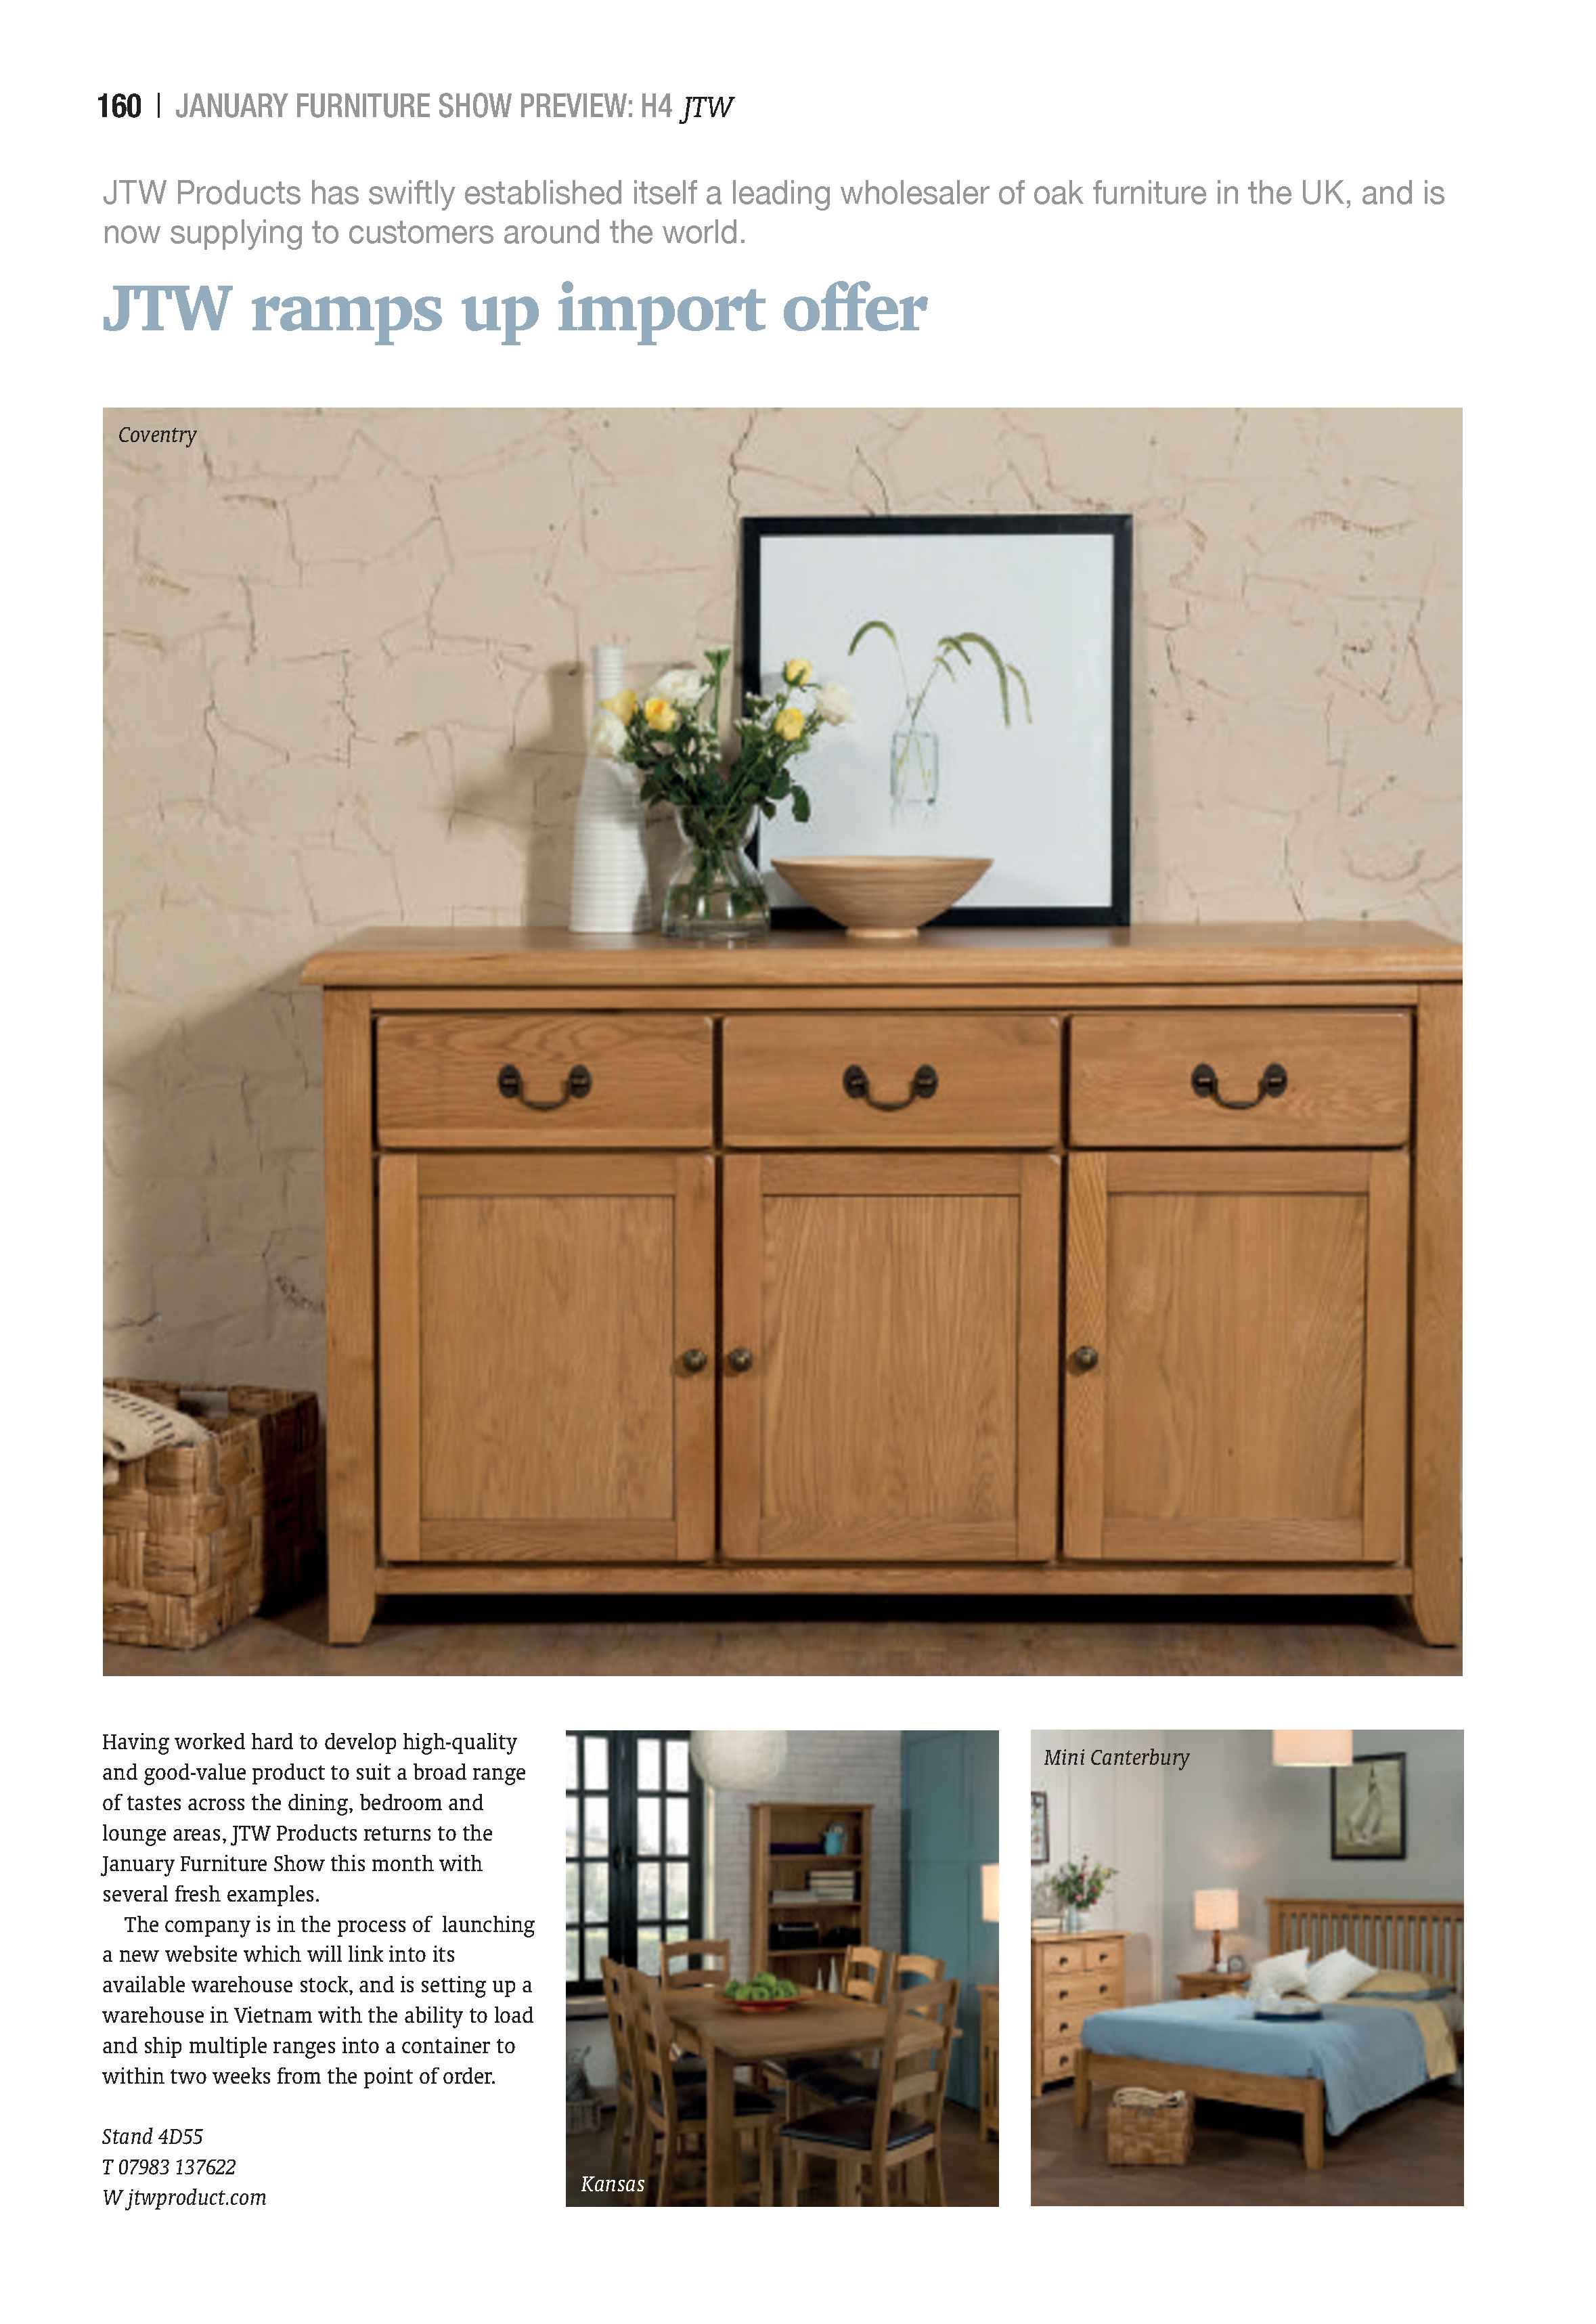 160 | JANUARY FURNITURE SHOW PREVIEW: H4 JTW
JTW Products has swiftly established itself a leading wholesaler of oak furniture in the UK, and is
now supplying to customers around the world.
JTW ramps up import offer
Coventry
Having worked hard to develop high-quality
and good-value product to suit a broad range
of tastes across the dining, bedroom and
lounge areas, JTW Products returns to the
January Furniture Show this month with
several fresh examples.
The company is in the process of launching
a new website which will link into its
available warehouse stock, and is setting up a
warehouse in Vietnam with the ability to load
and ship multiple ranges into a container to
within two weeks from the point of order.
Stand 4D55
T 07983 137622
W jtwproduct.com
Kansas
Mini Canterbury